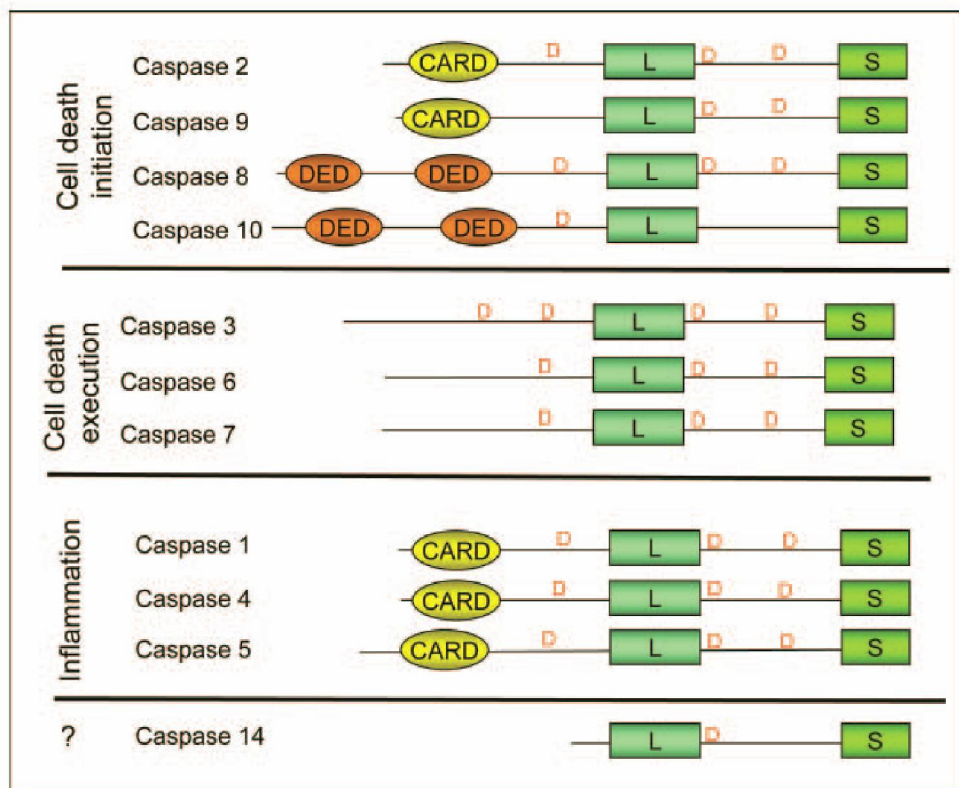 Cell death initiation
Caspase 2 CARD D L D D S
Caspase 9 CARD L D D S
Caspase 8 DED DED D L D D S
Caspase 10 DED DED D L S
Cell death execution
Caspase 3 D D L D D S
Caspase 6 D L D D S
Caspase 7 D L D D S
Inflammation
Caspase 1 CARD D L D D S
Caspase 4 CARD D L D D S
Caspase 5 CARD D L D D S
? Caspase 14 L D S